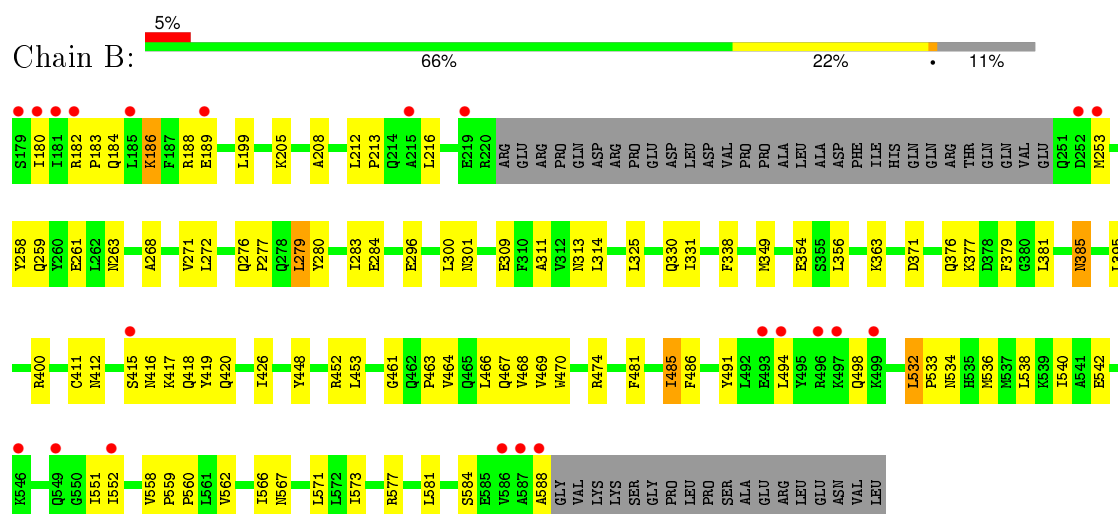 5%
Chain B:
66% 22% • 11%
S179 I180 I181 R182 P183 Q184 L185 K186 F187 R188 E189 L199 K205 A208 L212 P213 Q214 A215 L216 E219 R220 ARG GLU ARG PRO GLN ASP ARG PRO GLU ASP LEU ASP VAL PRO PRO ALA LEU ALA ASP PHE ILE HIS GLN GLN ARG THR GLN GLN VAL GLU Q251 D252 M253
Y258 Q259 Y260 E261 L262 N263 A268 V271 L272 Q276 P277 Q278 L279 Y280 I283 E284 E296 L300 N301 E309 F310 A311 V312 N313 L314 L325 Q330 I331 F338 M349 E354 S355 L356 K363 D371 Q376 K377 D378 F379 G380 L381 N385 L395
R400 C411 N412 S415 N416 K417 Q418 Y419 Q420 I426 Y448 R452 L453 G461 Q462 P463 V464 Q465 L466 Q467 V468 V469 W470 R474 F481 I485 F486 Y491 L492 E493 L494 Y495 R496 K497 Q498 K499 L532 P533 N534 H535 M536 M537 L538 K539 I540 A541 E542
K546 Q549 G550 I551 I552 V558 P559 P560 L561 V562 I566 N567 L571 L572 I573 R577 L581 S584 E585 V586 A587 A588 GLY VAL LYS LYS SER GLY PRO LEU PRO PRO SER ALA GLU ARG LEU GLU ASN VAL LEU